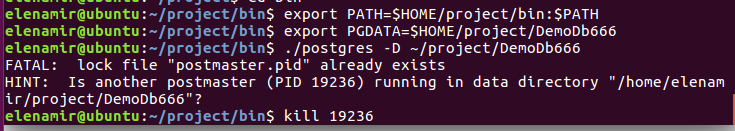 elenamir@ubuntu:~/project/bin$ export PATH=$HOME/project/bin:$PATH
elenamir@ubuntu:~/project/bin$ export PGDATA=$HOME/project/DemoDb666
elenamir@ubuntu:~/project/bin$ ./postgres -D ~/project/DemoDb666
FATAL:  lock file "postmaster.pid" already exists
HINT:  Is another postmaster (PID 19236) running in data directory "/home/elenam
ir/project/DemoDb666"?
elenamir@ubuntu:~/project/bin$ kill 19236